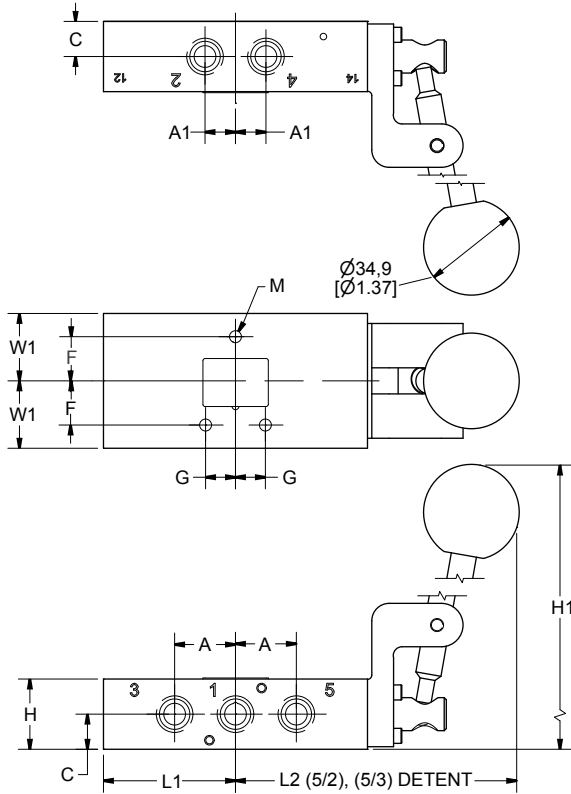 C
12 2 4 14
A1 A1
Ø34,9
[Ø1.37]
M
W1
F
W1
F
G G
H1
A A
3 1 5
H
C
L1
L2 (5/2), (5/3) DETENT